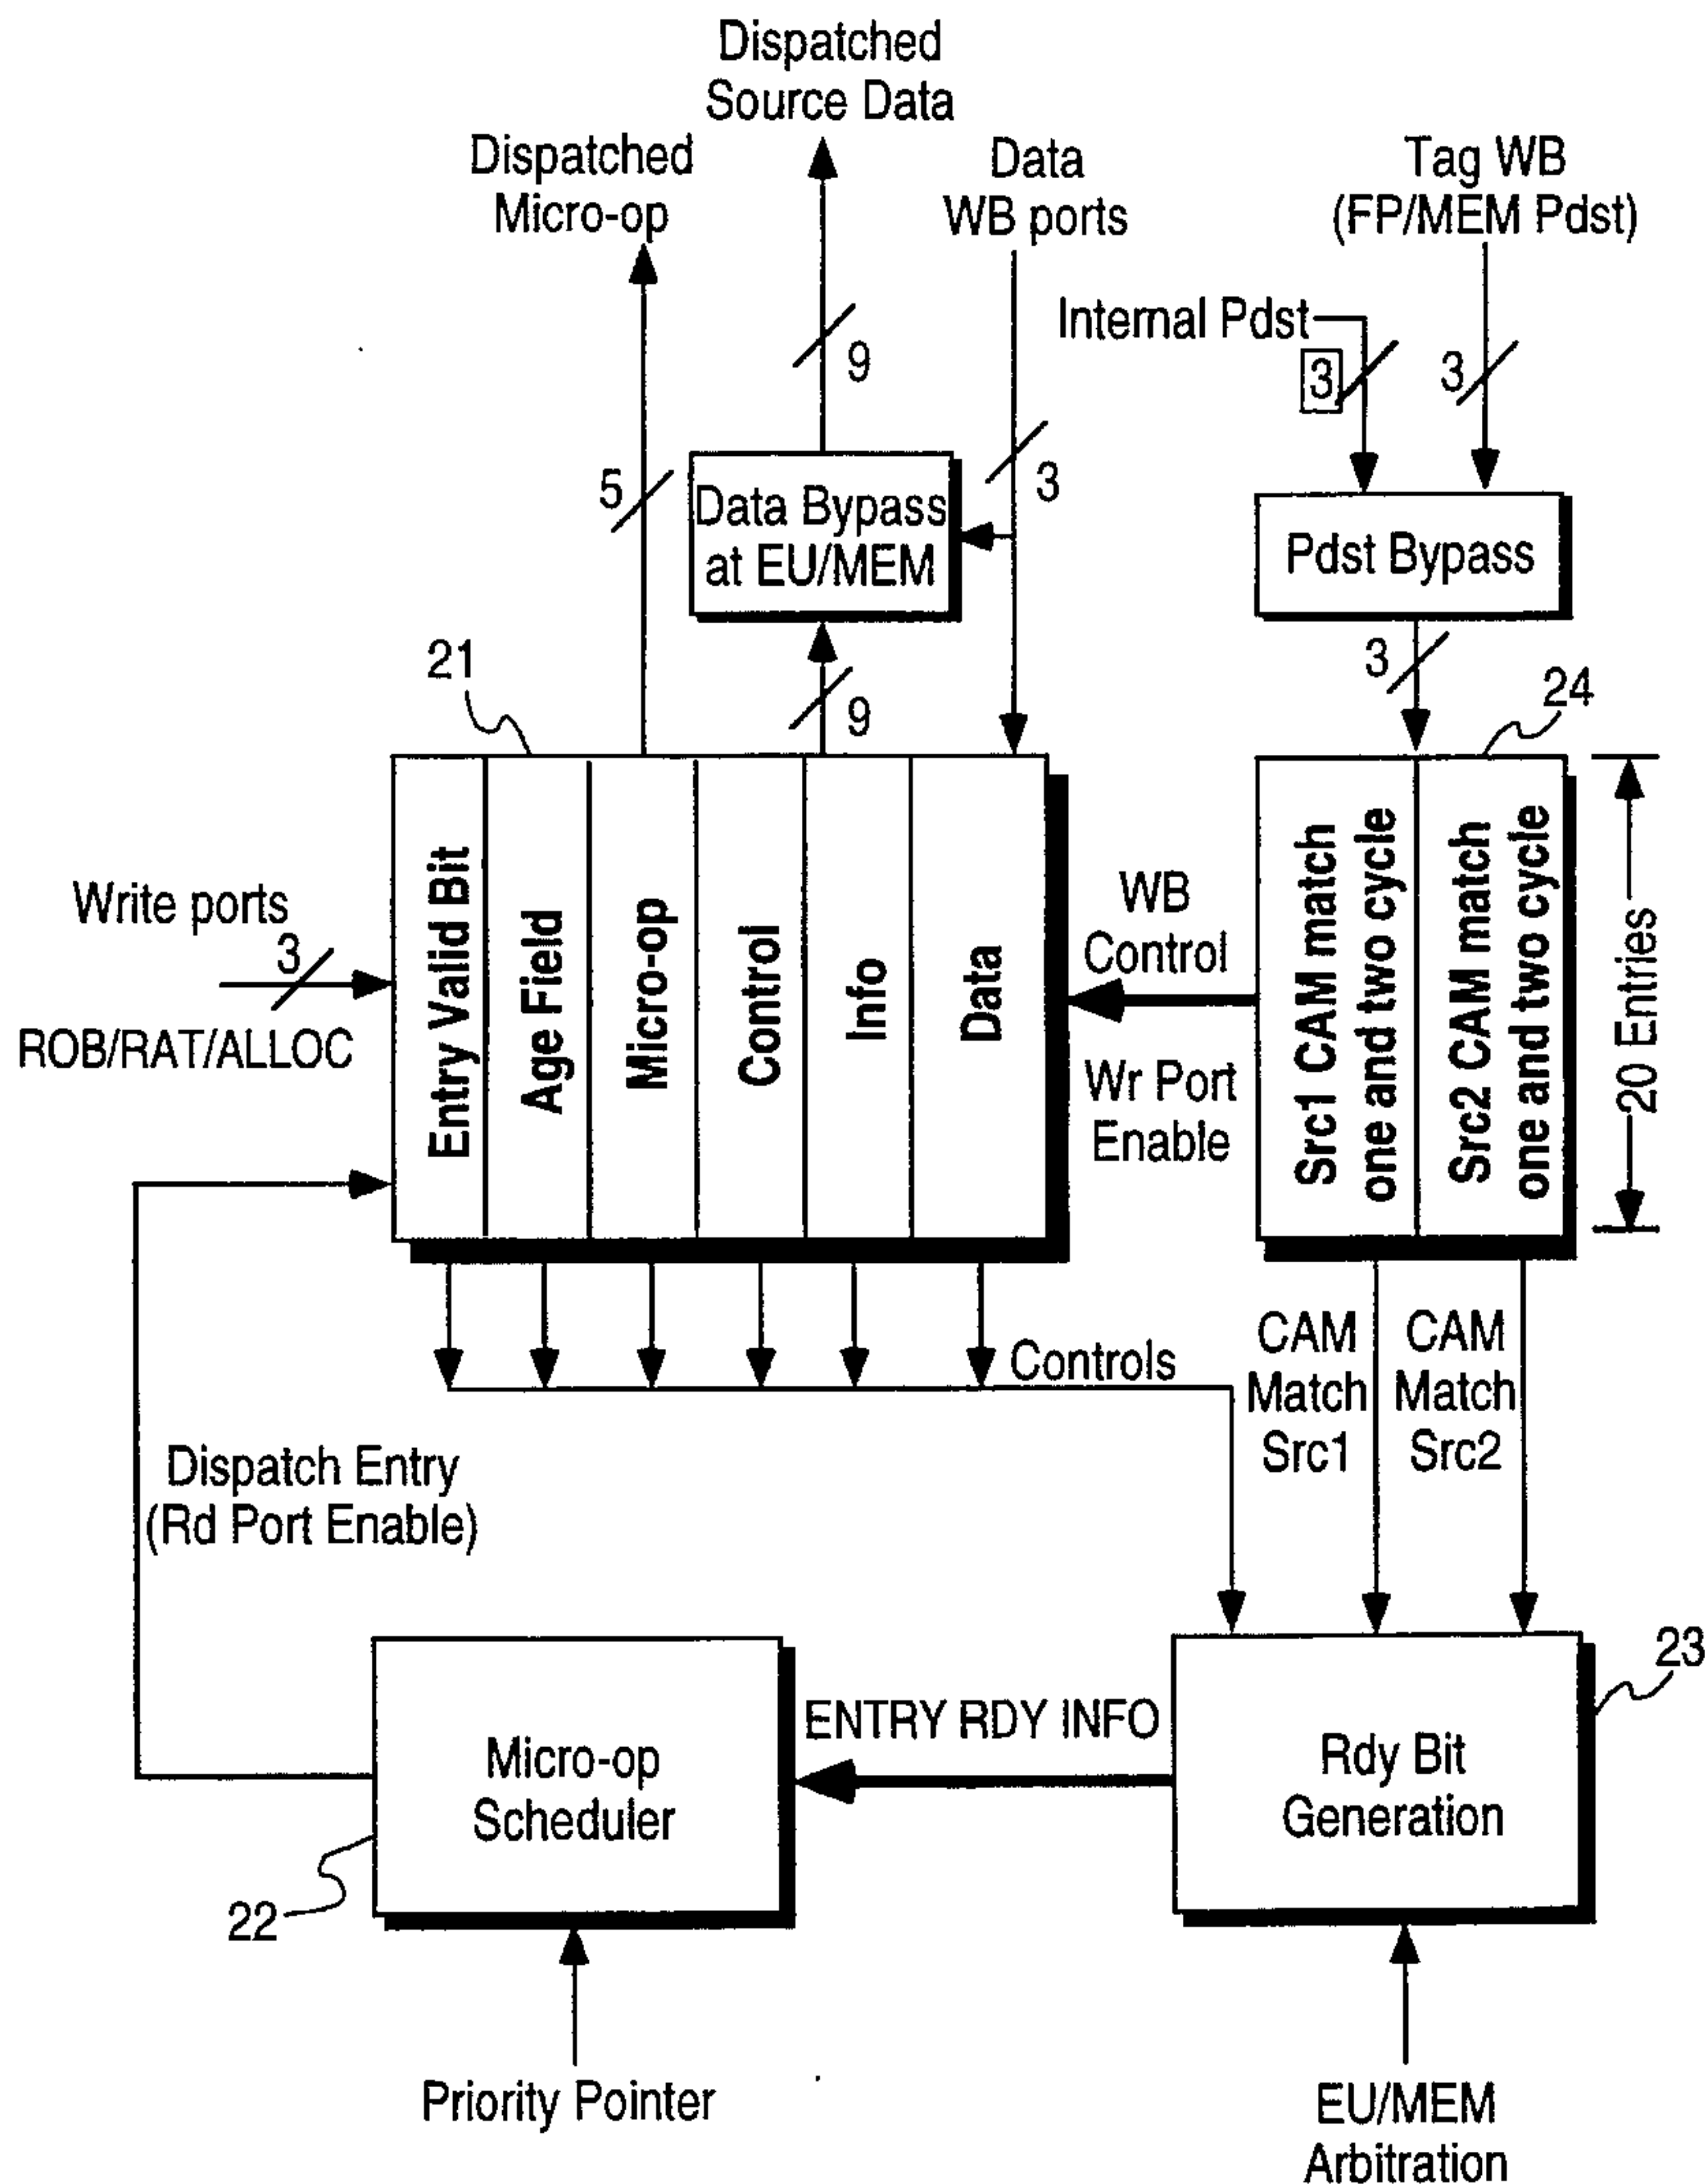 Dispatched
Source Data
Dispatched
Micro-op
Data
WB ports
Tag WB
(FP/MEM Pdst)
Internal Pdst
3
3
9
3
5
Data Bypass
at EU/MEM
Pdst Bypass
3
9
21
24
Entry Valid Bit
Age Field
Micro-op
Control
Info
Data
Write ports
3
ROB/RAT/ALLOC
WB
Control
Wr Port
Enable
Src1 CAM match
one and two cycle
Src2 CAM match
one and two cycle
20 Entries
Controls
CAM
Match
Src1
CAM
Match
Src2
Dispatch Entry
(Rd Port Enable)
Micro-op
Scheduler
22
ENTRY RDY INFO
Rdy Bit
Generation
23
Priority Pointer
EU/MEM
Arbitration